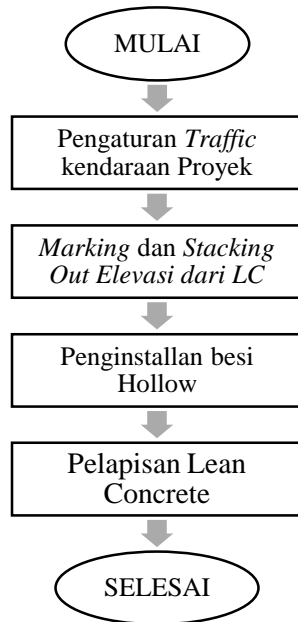 MULAI
Pengaturan Traffic
kendaraan Proyek
Marking dan Stacking
Out Elevasi dari LC
Penginstallan besi
Hollow
Pelapisan Lean
Concrete
SELESAI